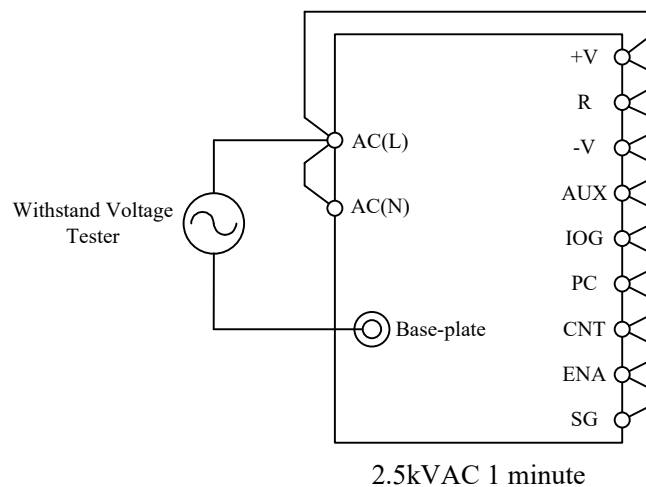 +V
R
AC(L)
-V
AUX
Withstand Voltage
Tester
AC(N)
IOG
PC
Base-plate
CNT
ENA
SG
2.5kVAC 1 minute